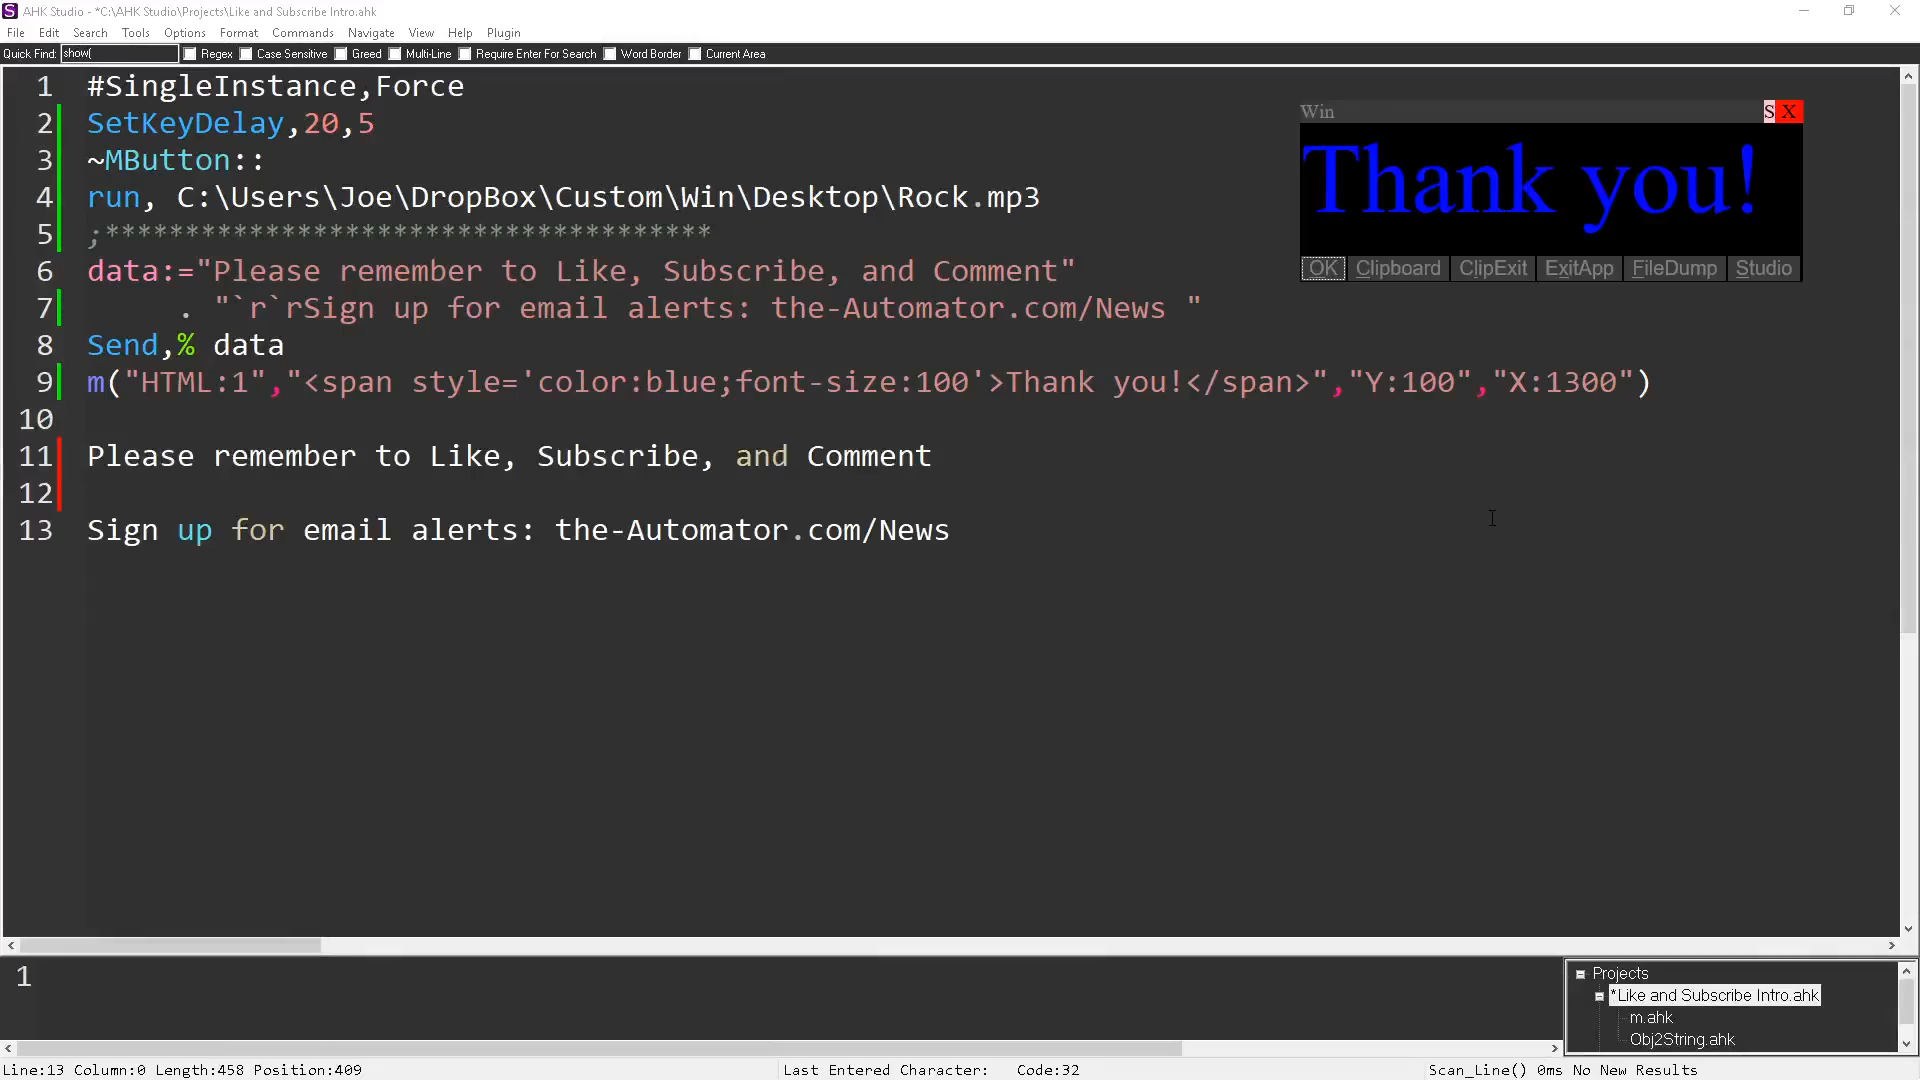 AHK Studio - *C:\AHK Studio\Projects\Like and Subscribe Intro.ahk
File Edit Search Tools Options Format Commands Navigate View Help Plugin
Quick Find: show( Regex Case Sensitive Greed Multi-Line Require Enter For Search Word Border Current Area
1 #SingleInstance,Force
2 SetKeyDelay,20,5
3 ~MButton::
4 run, C:\Users\Joe\DropBox\Custom\Win\Desktop\Rock.mp3
5 ;**********************************
6 data:="Please remember to Like, Subscribe, and Comment"
7 . "`r`rSign up for email alerts: the-Automator.com/News "
8 Send,% data
9 m("HTML:1","<span style='color:blue;font-size:100'>Thank you!</span>","Y:100","X:1300")
10
11 Please remember to Like, Subscribe, and Comment
12
13 Sign up for email alerts: the-Automator.com/News
Win S X
Thank you!
OK Clipboard ClipExit ExitApp FileDump Studio
1
Projects
*Like and Subscribe Intro.ahk
m.ahk
Obj2String.ahk
Line:13 Column:0 Length:458 Position:409 Last Entered Character: Code:32 Scan_Line() 0ms No New Results